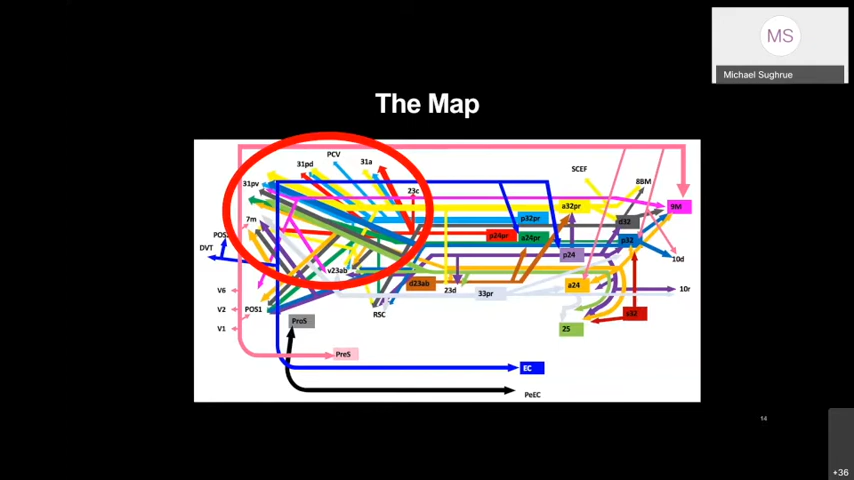 MS
Michael Sughrue
The Map
PCV
31pd
31a
SCEF
31pv
23c
8BM
7m
a32pr
9M
p32pr
d32
p24pr
a24pr
p32
DVT
p24
10d
v23ab
d23ab
23d
33pr
a24
10r
V6
V2
POS1
RSC
s32
ProS
25
V1
PreS
EC
PeEC
14
+36